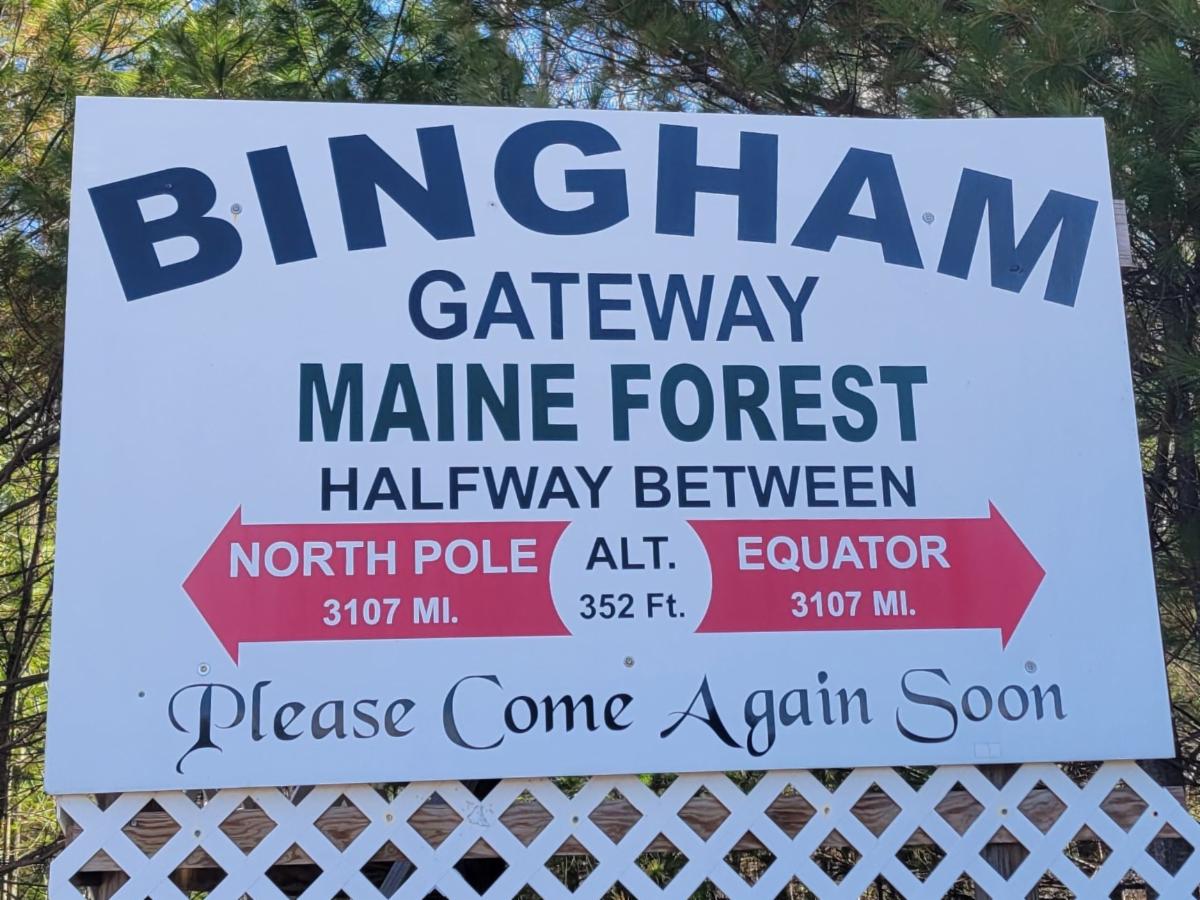 BINGHAM
GATEWAY
MAINE FOREST
HALFWAY BETWEEN
NORTH POLE
3107 MI.
ALT.
352 Ft.
EQUATOR
3107 MI.
Please Come Again Soon